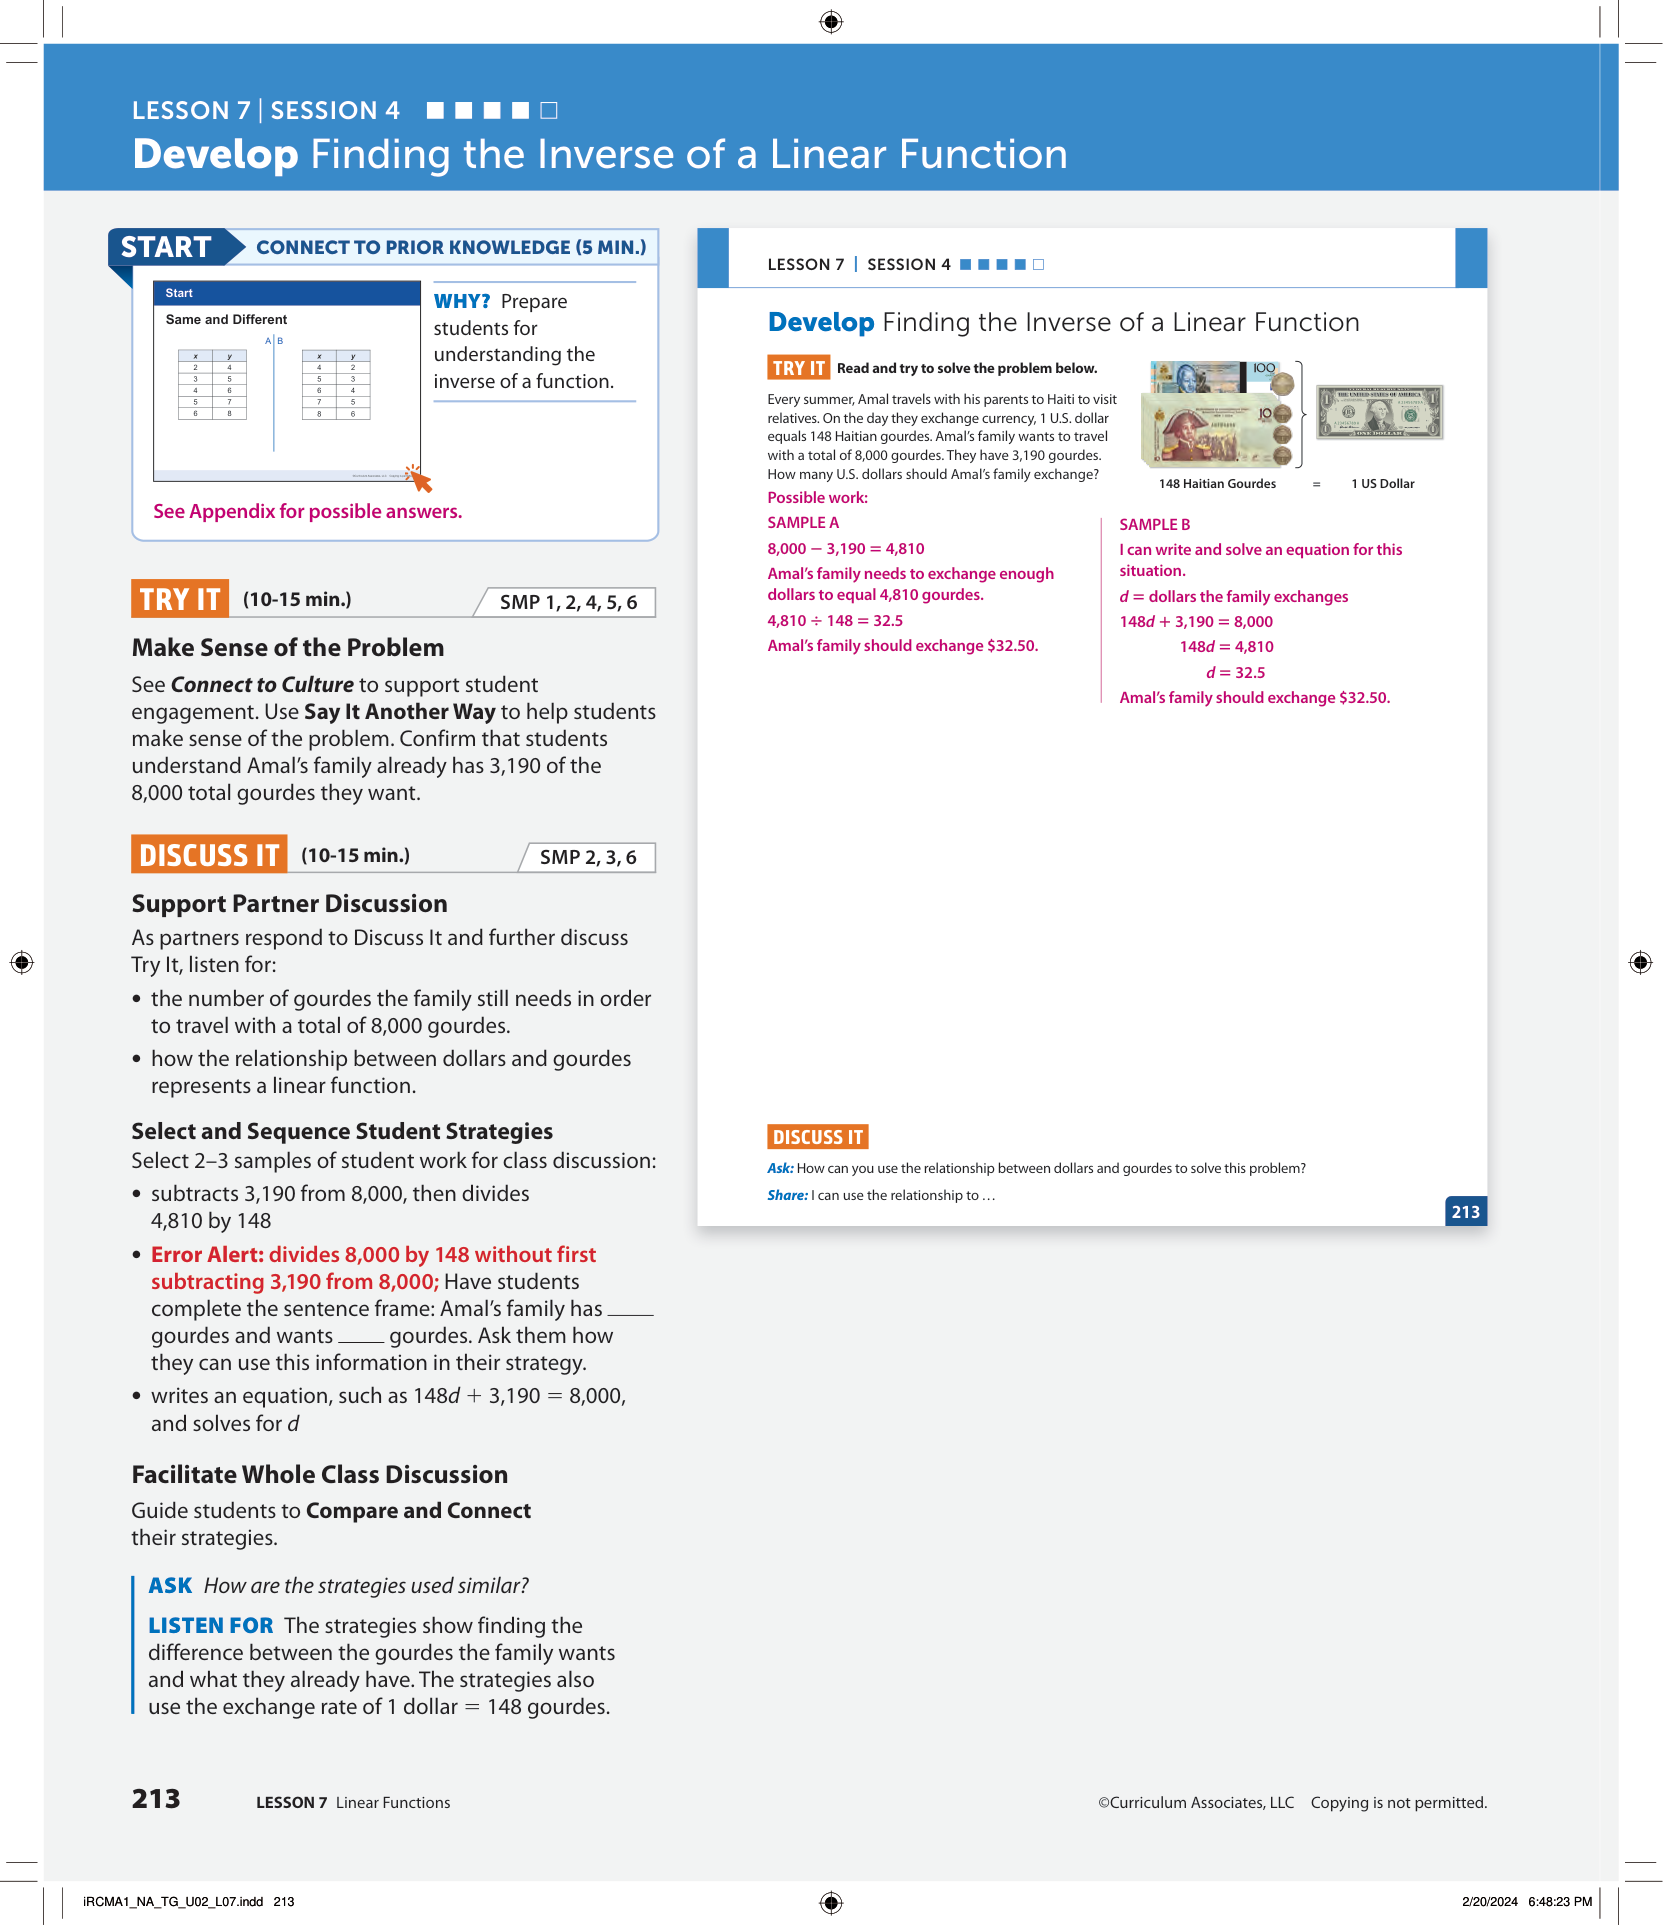 LESSON 7 | SESSION 4
Develop Finding the Inverse of a Linear Function
START CONNECT TO PRIOR KNOWLEDGE (5 MIN.)
Start
Same and Different
A B
x y x y
2 4 4 2
3 5 5 3
4 6 6 4
5 7 7 5
6 8 8 6
WHY? Prepare
students for
understanding the
inverse of a function.
See Appendix for possible answers.
TRY IT (10-15 min.) SMP 1, 2, 4, 5, 6
Make Sense of the Problem
See Connect to Culture to support student
engagement. Use Say It Another Way to help students
make sense of the problem. Confirm that students
understand Amal's family already has 3,190 of the
8,000 total gourdes they want.
DISCUSS IT (10-15 min.) SMP 2, 3, 6
Support Partner Discussion
As partners respond to Discuss It and further discuss
Try It, listen for:
• the number of gourdes the family still needs in order
to travel with a total of 8,000 gourdes.
• how the relationship between dollars and gourdes
represents a linear function.
Select and Sequence Student Strategies
Select 2–3 samples of student work for class discussion:
• subtracts 3,190 from 8,000, then divides
4,810 by 148
• Error Alert: divides 8,000 by 148 without first
subtracting 3,190 from 8,000; Have students
complete the sentence frame: Amal's family has ____
gourdes and wants ____ gourdes. Ask them how
they can use this information in their strategy.
• writes an equation, such as 148d + 3,190 = 8,000,
and solves for d
Facilitate Whole Class Discussion
Guide students to Compare and Connect
their strategies.
ASK How are the strategies used similar?
LISTEN FOR The strategies show finding the
difference between the gourdes the family wants
and what they already have. The strategies also
use the exchange rate of 1 dollar = 148 gourdes.
LESSON 7 | SESSION 4
Develop Finding the Inverse of a Linear Function
TRY IT Read and try to solve the problem below.
Every summer, Amal travels with his parents to Haiti to visit
relatives. On the day they exchange currency, 1 U.S. dollar
equals 148 Haitian gourdes. Amal's family wants to travel
with a total of 8,000 gourdes. They have 3,190 gourdes.
How many U.S. dollars should Amal's family exchange?
100
10
THE UNITED STATES OF AMERICA
ONE DOLLAR
148 Haitian Gourdes = 1 US Dollar
Possible work:
SAMPLE A
8,000 − 3,190 = 4,810
Amal's family needs to exchange enough
dollars to equal 4,810 gourdes.
4,810 ÷ 148 = 32.5
Amal's family should exchange $32.50.
SAMPLE B
I can write and solve an equation for this
situation.
d = dollars the family exchanges
148d + 3,190 = 8,000
148d = 4,810
d = 32.5
Amal's family should exchange $32.50.
DISCUSS IT
Ask: How can you use the relationship between dollars and gourdes to solve this problem?
Share: I can use the relationship to …
213
213 LESSON 7 Linear Functions ©Curriculum Associates, LLC Copying is not permitted.
iRCMA1_NA_TG_U02_L07.indd 213 2/20/2024 6:48:23 PM